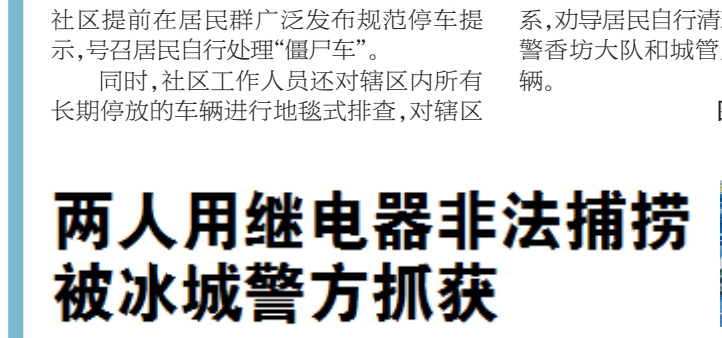 社区提前在居民群广泛发布规范停车提
示,号召居民自行处理“僵尸车”。
同时,社区工作人员还对辖区内所有
长期停放的车辆进行地毯式排查,对辖区
系,劝导居民自行清
警香坊大队和城管
辆。
两人用继电器非法捕捞
被冰城警方抓获